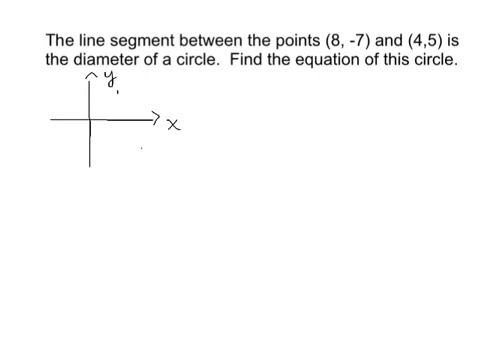 The line segment between the points (8, -7) and (4,5) is
the diameter of a circle.  Find the equation of this circle.
y
x